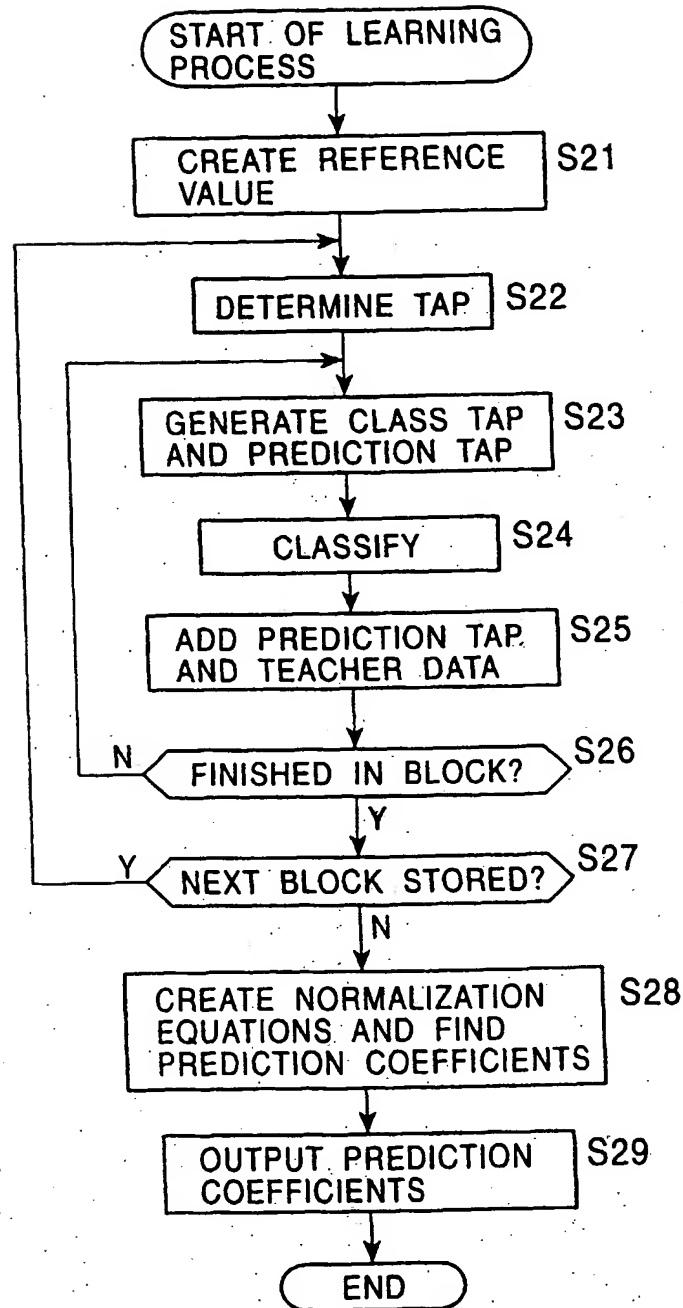 START OF LEARNING
PROCESS
CREATE REFERENCE
VALUE
S21
DETERMINE TAP
S22
GENERATE CLASS TAP
AND PREDICTION TAP
S23
CLASSIFY
S24
ADD PREDICTION TAP
AND TEACHER DATA
S25
N
FINISHED IN BLOCK?
S26
Y
Y
NEXT BLOCK STORED?
S27
N
CREATE NORMALIZATION
EQUATIONS AND FIND
PREDICTION COEFFICIENTS
S28
OUTPUT PREDICTION
COEFFICIENTS
S29
END